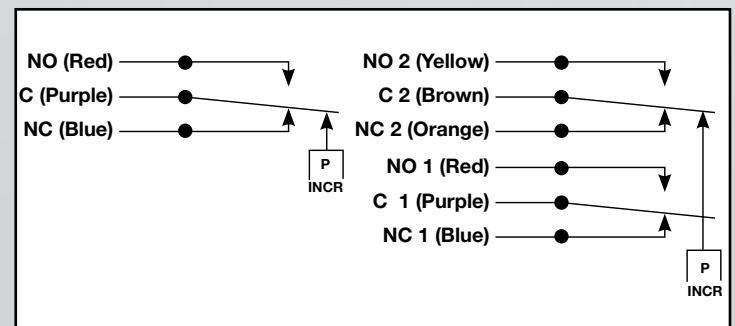 NO (Red)
C (Purple)
NC (Blue)
P
INCR
NO 2 (Yellow)
C 2 (Brown)
NC 2 (Orange)
NO 1 (Red)
C 1 (Purple)
NC 1 (Blue)
P
INCR